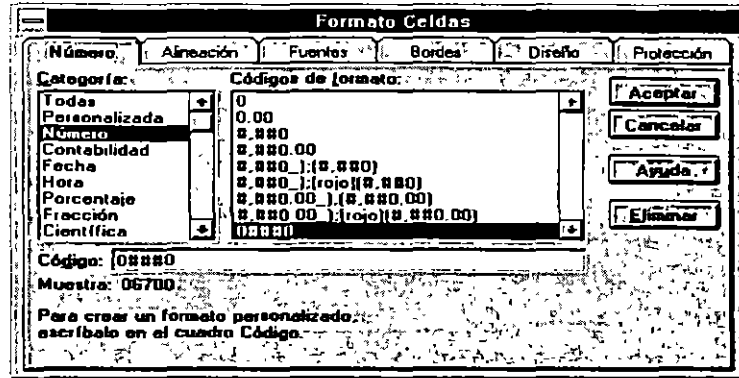 Formato Celdas
Número Alineación Fuentes Bordes Diseño Protección
Categoría: Códigos de formato:
Todas
Personalizada
Número
Contabilidad
Fecha
Hora
Porcentaje
Fracción
Científica
0
0.00
#,##0
#,##0.00
#,##0_);(#,##0)
#,##0_);[rojo](#,##0)
#,##0.00_);(#,##0.00)
#,##0.00_);[rojo](#,##0.00)
0###0
Aceptar
Cancelar
Ayuda
Eliminar
Código: 0###0
Muestra: 06700
Para crear un formato personalizado,
escríbalo en el cuadro Código.